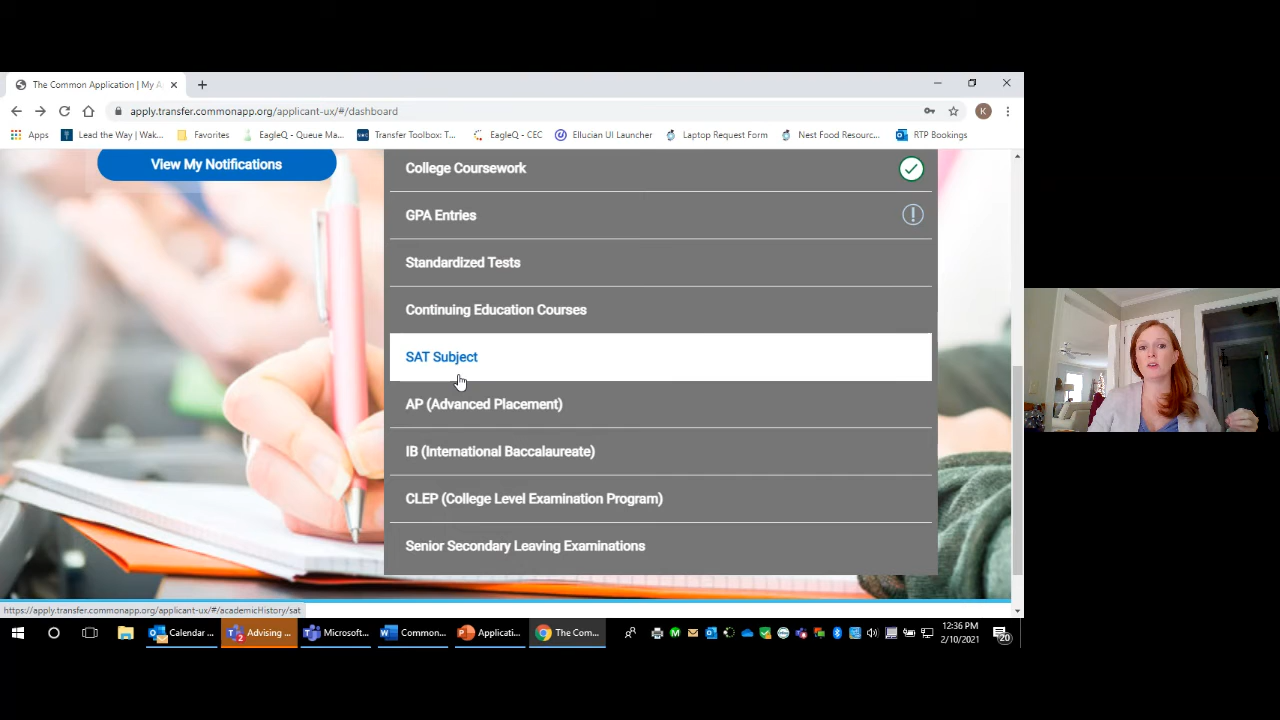 The Common Application | My A
apply.transfer.commonapp.org/applicant-ux/#/dashboard
K
Apps
Lead the Way | Wak...
Favorites
EagleQ - Queue Ma...
Transfer Toolbox: T...
EagleQ - CEC
Ellucian UI Launcher
Laptop Request Form
Nest Food Resourc...
RTP Bookings
View My Notifications
College Coursework
GPA Entries
Standardized Tests
Continuing Education Courses
SAT Subject
AP (Advanced Placement)
IB (International Baccalaureate)
CLEP (College Level Examination Program)
Senior Secondary Leaving Examinations
https://apply.transfer.commonapp.org/applicant-ux/#/academicHistory/sat
Calendar ...
Advising ...
Microsoft...
Common...
Applicati...
The Com...
12:36 PM
2/10/2021
20